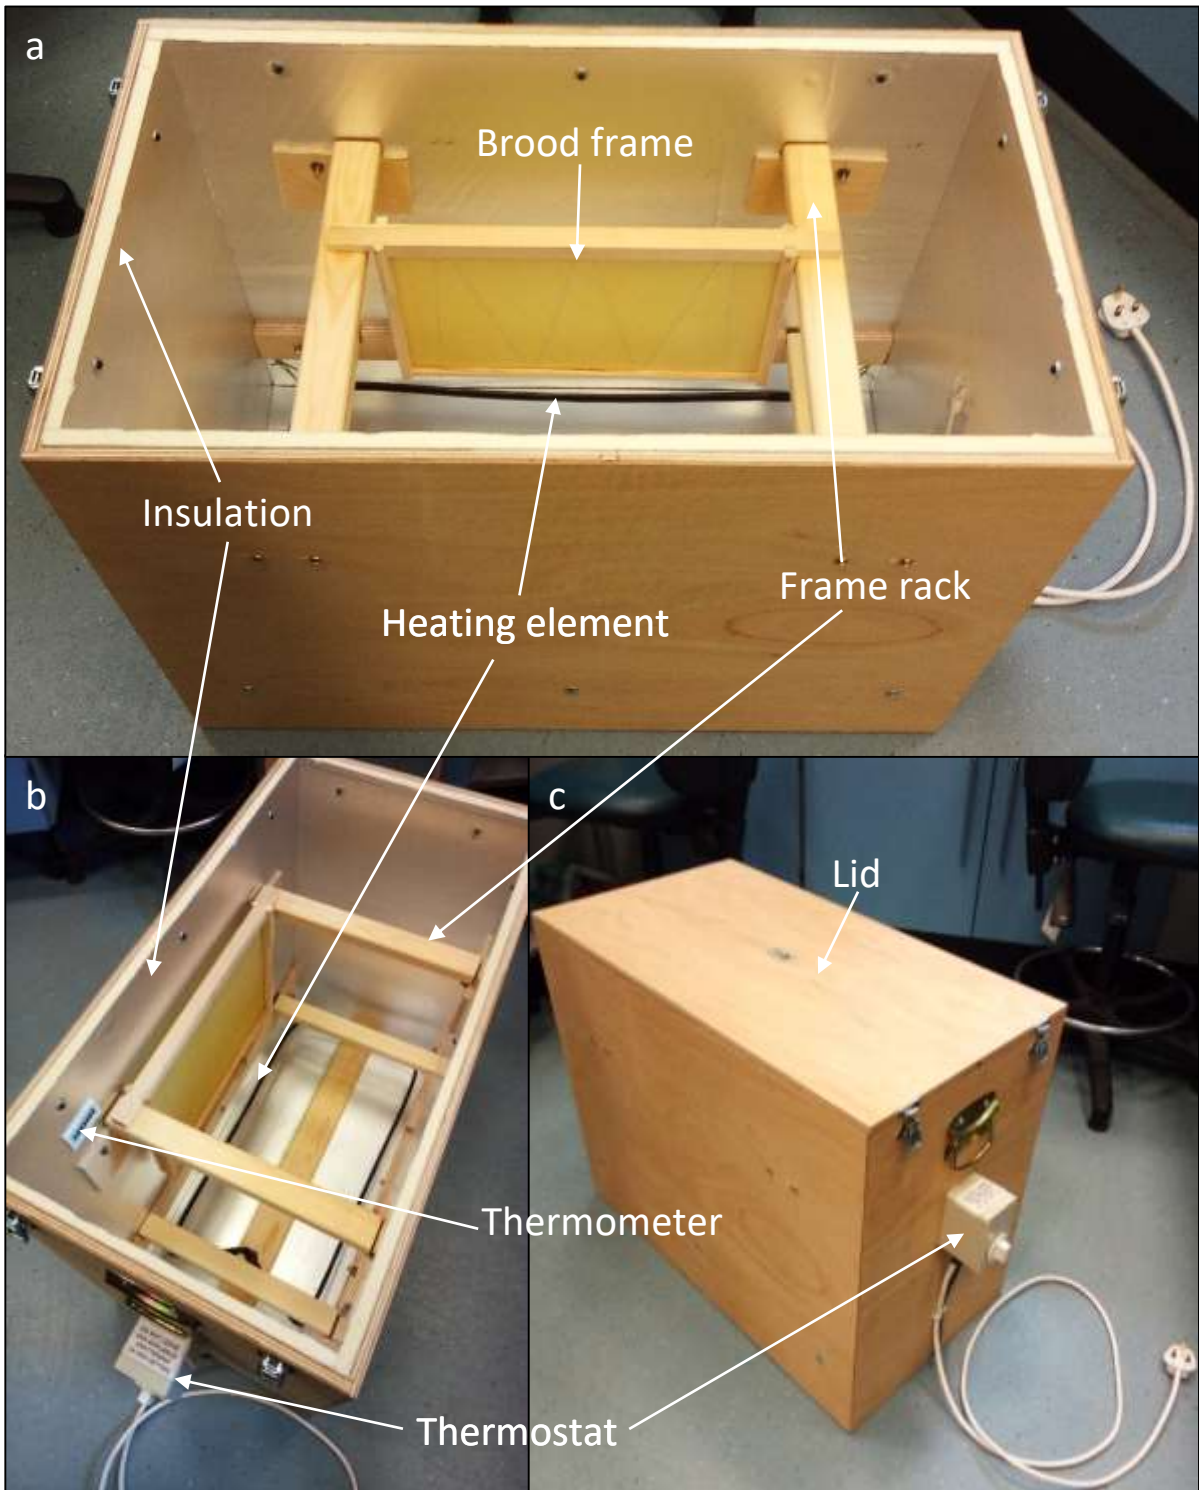 a
Brood frame
Insulation
Frame rack
Heating element
b
c
Lid
Thermometer
Thermostat